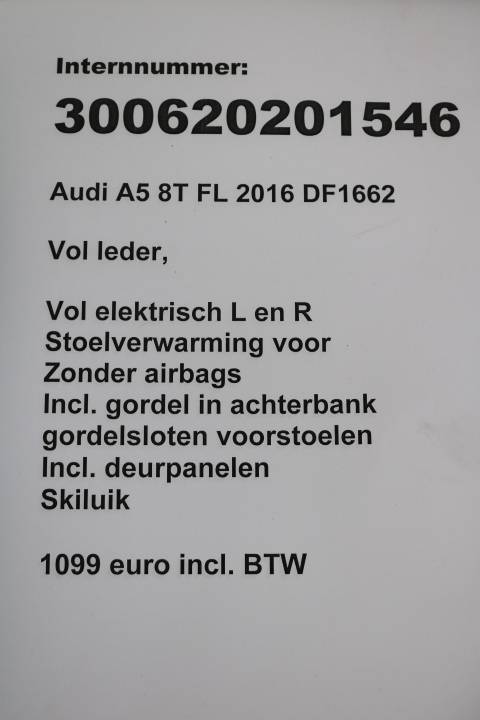 Internnummer:
300620201546
Audi A5 8T FL 2016 DF1662
Vol leder,
Vol elektrisch L en R
Stoelverwarming voor
Zonder airbags
Incl. gordel in achterbank
gordelsloten voorstoelen
Incl. deurpanelen
Skiluik
1099 euro incl. BTW